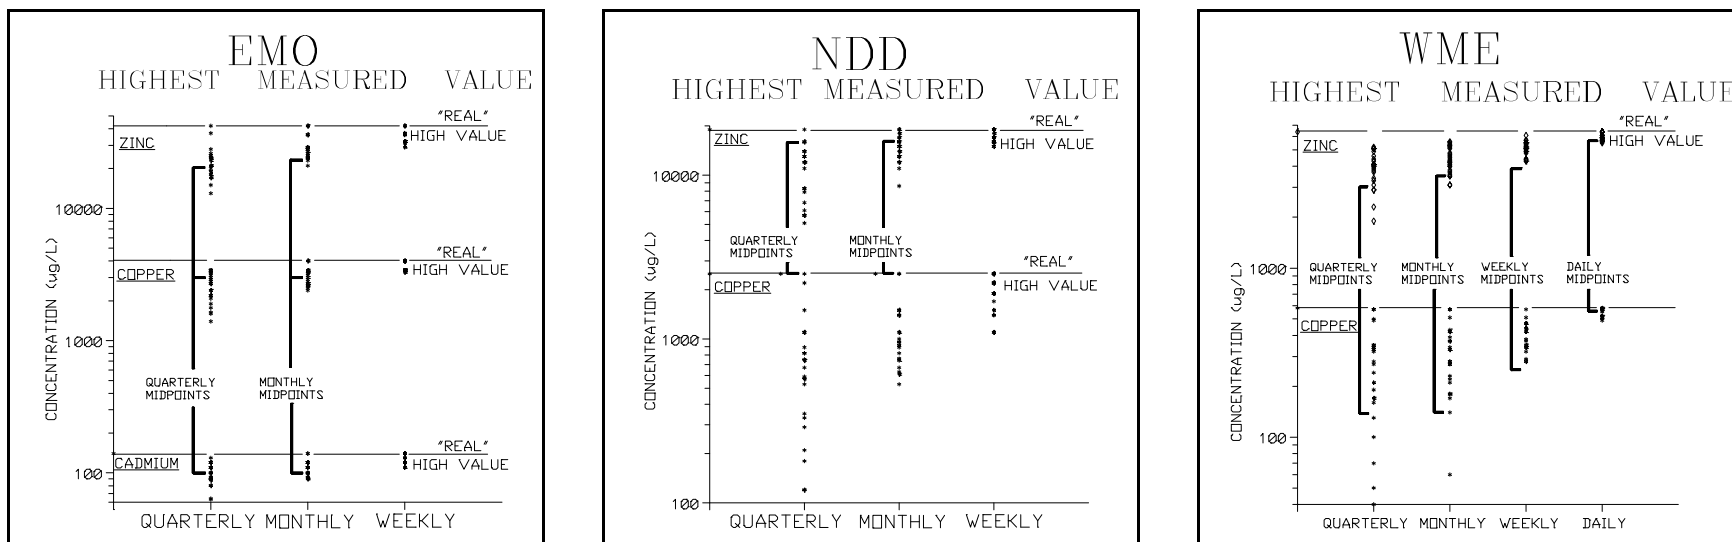 EMO
HIGHEST MEASURED VALUE
"REAL"
HIGH VALUE
ZINC
10000
"REAL"
HIGH VALUE
COPPER
1000
CONCENTRATION (ug/L)
QUARTERLY
MIDPOINTS
MONTHLY
MIDPOINTS
"REAL"
HIGH VALUE
CADMIUM
100
QUARTERLY MONTHLY WEEKLY
NDD
HIGHEST MEASURED VALUE
"REAL"
HIGH VALUE
ZINC
10000
QUARTERLY
MIDPOINTS
MONTHLY
MIDPOINTS
"REAL"
HIGH VALUE
COPPER
1000
CONCENTRATION (ug/L)
100
QUARTERLY MONTHLY WEEKLY
WME
HIGHEST MEASURED VALUE
"REAL"
HIGH VALUE
ZINC
1000
QUARTERLY
MIDPOINTS
MONTHLY
MIDPOINTS
WEEKLY
MIDPOINTS
DAILY
MIDPOINTS
COPPER
CONCENTRATION (ug/L)
100
QUARTERLY MONTHLY WEEKLY DAILY